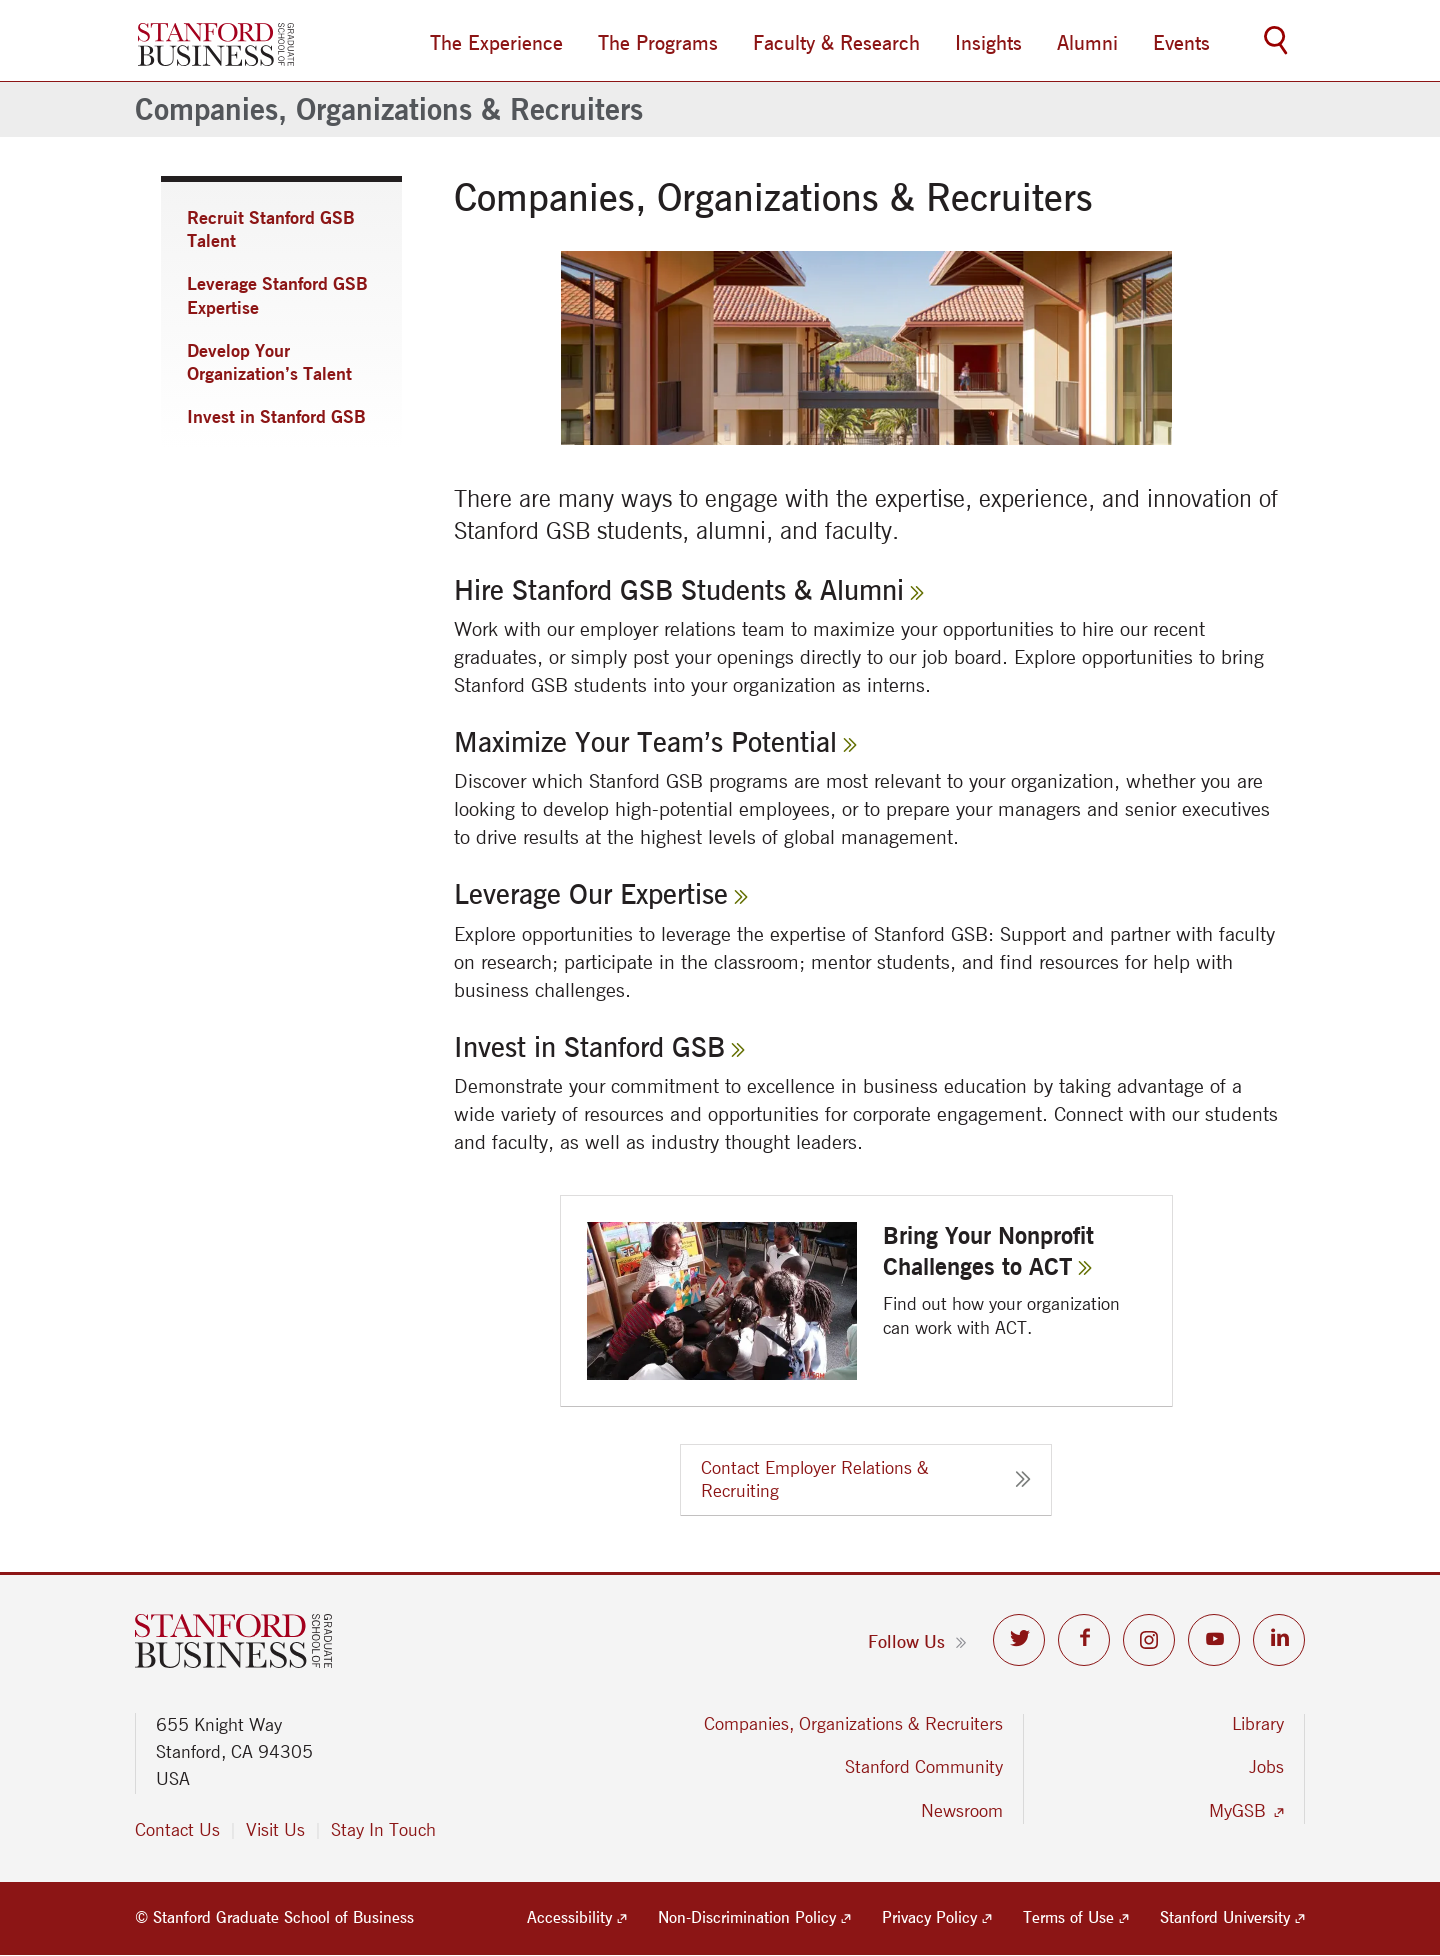 STANFORD
BUSINESS
GRADUATE
SCHOOL OF
The Experience
The Programs
Faculty & Research
Insights
Alumni
Events
Companies, Organizations & Recruiters
Recruit Stanford GSB
Talent
Leverage Stanford GSB
Expertise
Develop Your
Organization’s Talent
Invest in Stanford GSB
Companies, Organizations & Recruiters
There are many ways to engage with the expertise, experience, and innovation of
Stanford GSB students, alumni, and faculty.
Hire Stanford GSB Students & Alumni
Work with our employer relations team to maximize your opportunities to hire our recent
graduates, or simply post your openings directly to our job board. Explore opportunities to bring
Stanford GSB students into your organization as interns.
Maximize Your Team’s Potential
Discover which Stanford GSB programs are most relevant to your organization, whether you are
looking to develop high-potential employees, or to prepare your managers and senior executives
to drive results at the highest levels of global management.
Leverage Our Expertise
Explore opportunities to leverage the expertise of Stanford GSB: Support and partner with faculty
on research; participate in the classroom; mentor students, and find resources for help with
business challenges.
Invest in Stanford GSB
Demonstrate your commitment to excellence in business education by taking advantage of a
wide variety of resources and opportunities for corporate engagement. Connect with our students
and faculty, as well as industry thought leaders.
Bring Your Nonprofit
Challenges to ACT
Find out how your organization
can work with ACT.
Contact Employer Relations &
Recruiting
STANFORD
BUSINESS
GRADUATE
SCHOOL OF
Follow Us
655 Knight Way
Stanford, CA 94305
USA
Contact Us | Visit Us | Stay In Touch
Companies, Organizations & Recruiters
Stanford Community
Newsroom
Library
Jobs
MyGSB
© Stanford Graduate School of Business
Accessibility
Non-Discrimination Policy
Privacy Policy
Terms of Use
Stanford University